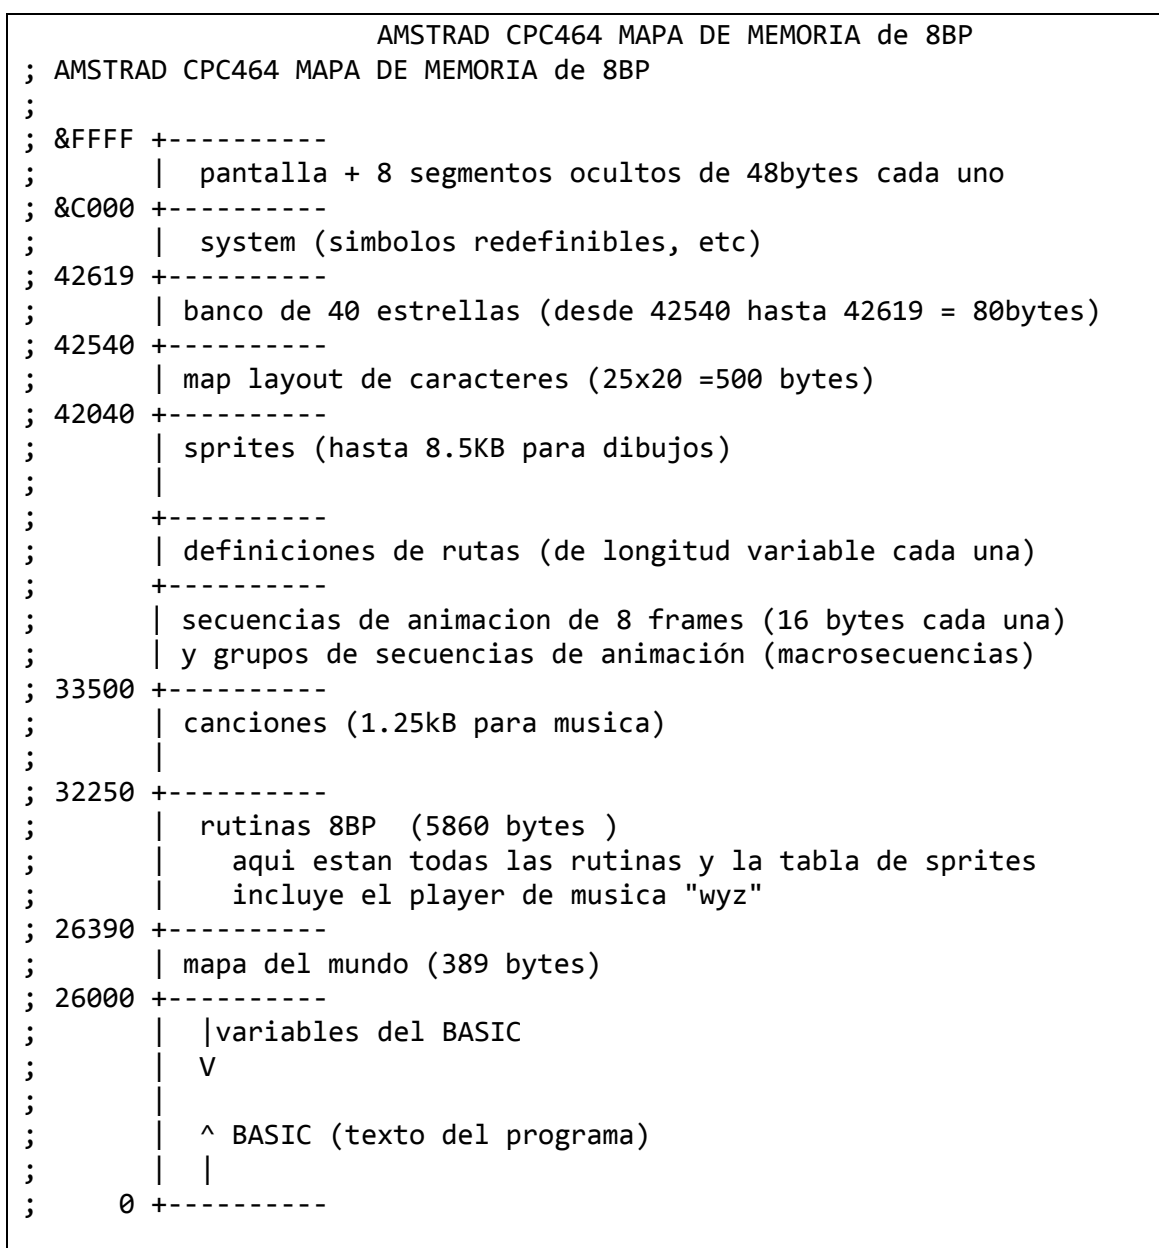 AMSTRAD CPC464 MAPA DE MEMORIA de 8BP
; AMSTRAD CPC464 MAPA DE MEMORIA de 8BP
;
; &FFFF +----------
;       |  pantalla + 8 segmentos ocultos de 48bytes cada uno
; &C000 +----------
;       |  system (simbolos redefinibles, etc)
; 42619 +----------
;       | banco de 40 estrellas (desde 42540 hasta 42619 = 80bytes)
; 42540 +----------
;       | map layout de caracteres (25x20 =500 bytes)
; 42040 +----------
;       | sprites (hasta 8.5KB para dibujos)
;       |
;       +----------
;       | definiciones de rutas (de longitud variable cada una)
;       +----------
;       | secuencias de animacion de 8 frames (16 bytes cada una)
;       | y grupos de secuencias de animación (macrosecuencias)
; 33500 +----------
;       | canciones (1.25kB para musica)
;       |
; 32250 +----------
;       |  rutinas 8BP  (5860 bytes )
;       |    aqui estan todas las rutinas y la tabla de sprites
;       |    incluye el player de musica "wyz"
; 26390 +----------
;       | mapa del mundo (389 bytes)
; 26000 +----------
;       |  |variables del BASIC
;       |  V
;       |
;       |  ^ BASIC (texto del programa)
;       |  |
;     0 +----------